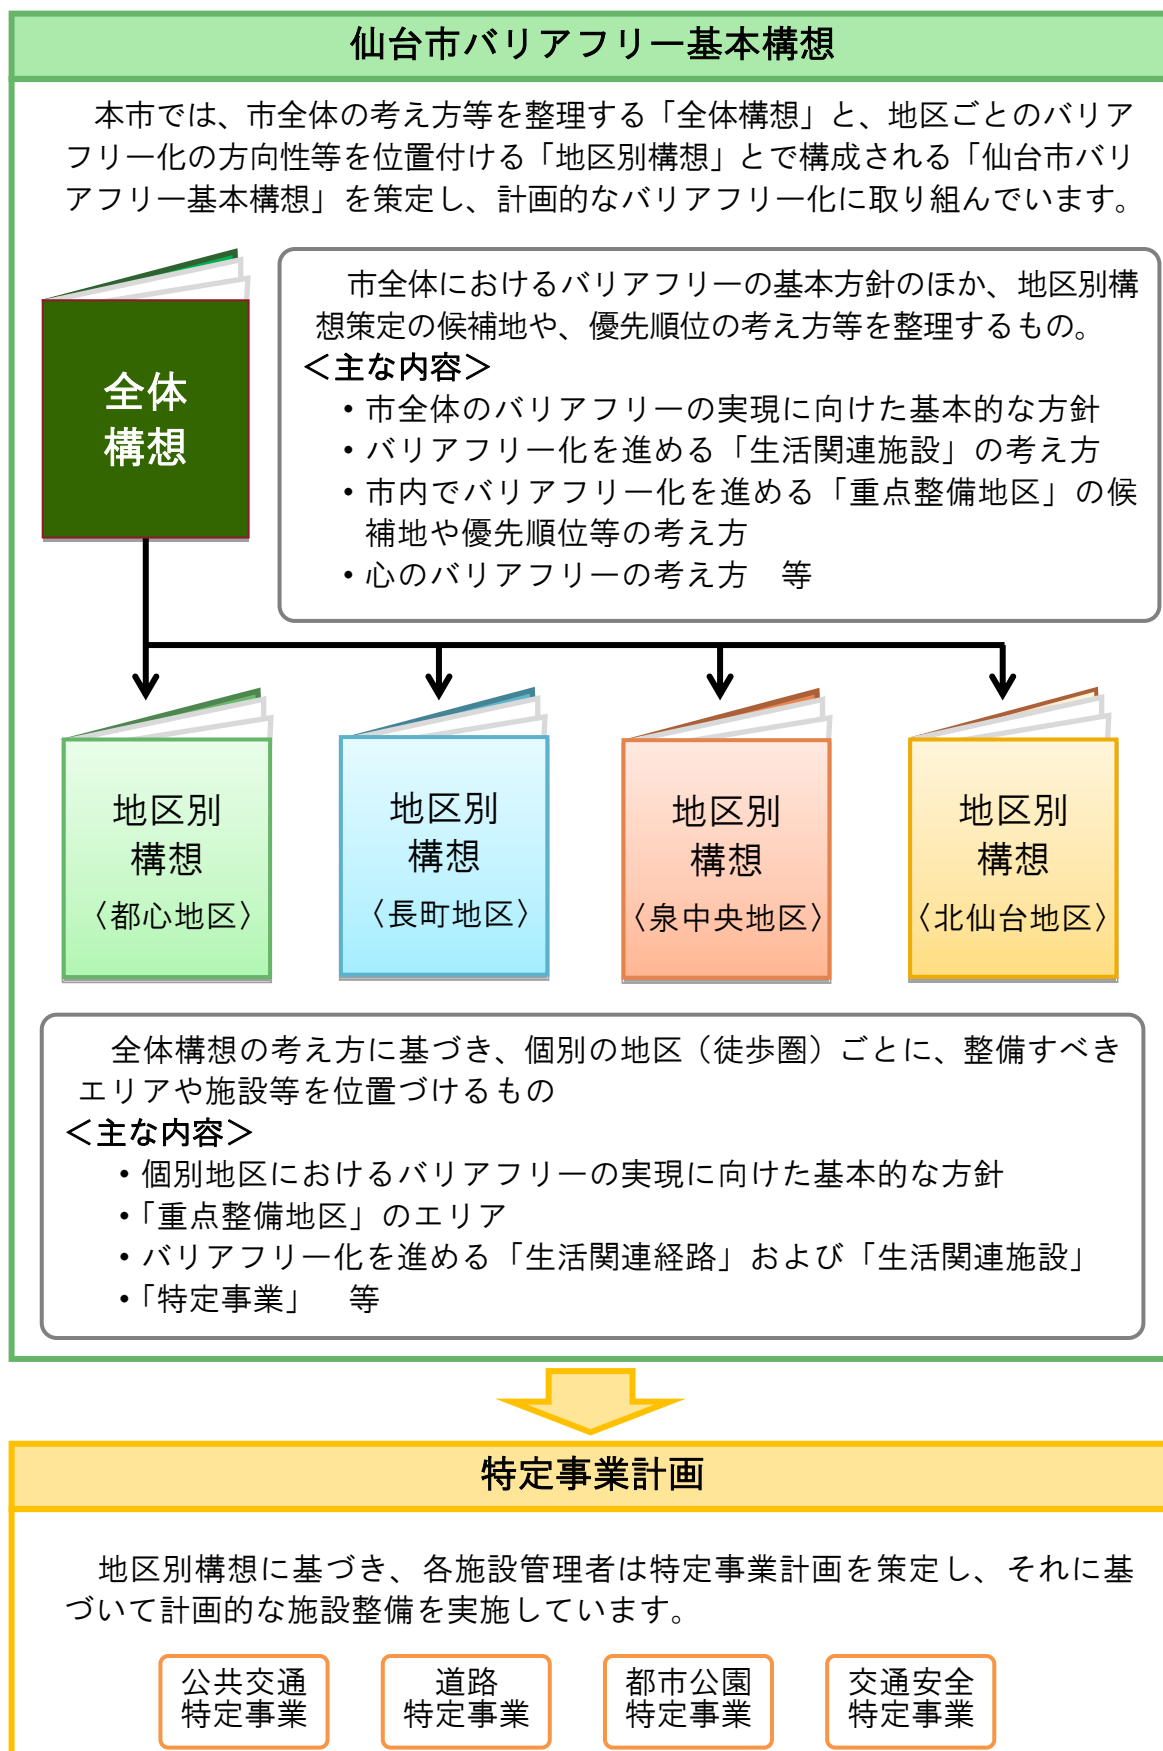 仙台市バリアフリー基本構想
本市では、市全体の考え方等を整理する「全体構想」と、地区ごとのバリア
フリー化の方向性等を位置付ける「地区別構想」とで構成される「仙台市バリ
アフリー基本構想」を策定し、計画的なバリアフリー化に取り組んでいます。
全体
構想
市全体におけるバリアフリーの基本方針のほか、地区別構
想策定の候補地や、優先順位の考え方等を整理するもの。
＜主な内容＞
・市全体のバリアフリーの実現に向けた基本的な方針
・バリアフリー化を進める「生活関連施設」の考え方
・市内でバリアフリー化を進める「重点整備地区」の候
補地や優先順位等の考え方
・心のバリアフリーの考え方　等
地区別
構想
〈都心地区〉
地区別
構想
〈長町地区〉
地区別
構想
〈泉中央地区〉
地区別
構想
〈北仙台地区〉
全体構想の考え方に基づき、個別の地区（徒歩圏）ごとに、整備すべき
エリアや施設等を位置づけるもの
＜主な内容＞
・個別地区におけるバリアフリーの実現に向けた基本的な方針
・「重点整備地区」のエリア
・バリアフリー化を進める「生活関連経路」および「生活関連施設」
・「特定事業」　等
特定事業計画
地区別構想に基づき、各施設管理者は特定事業計画を策定し、それに基
づいて計画的な施設整備を実施しています。
公共交通
特定事業
道路
特定事業
都市公園
特定事業
交通安全
特定事業